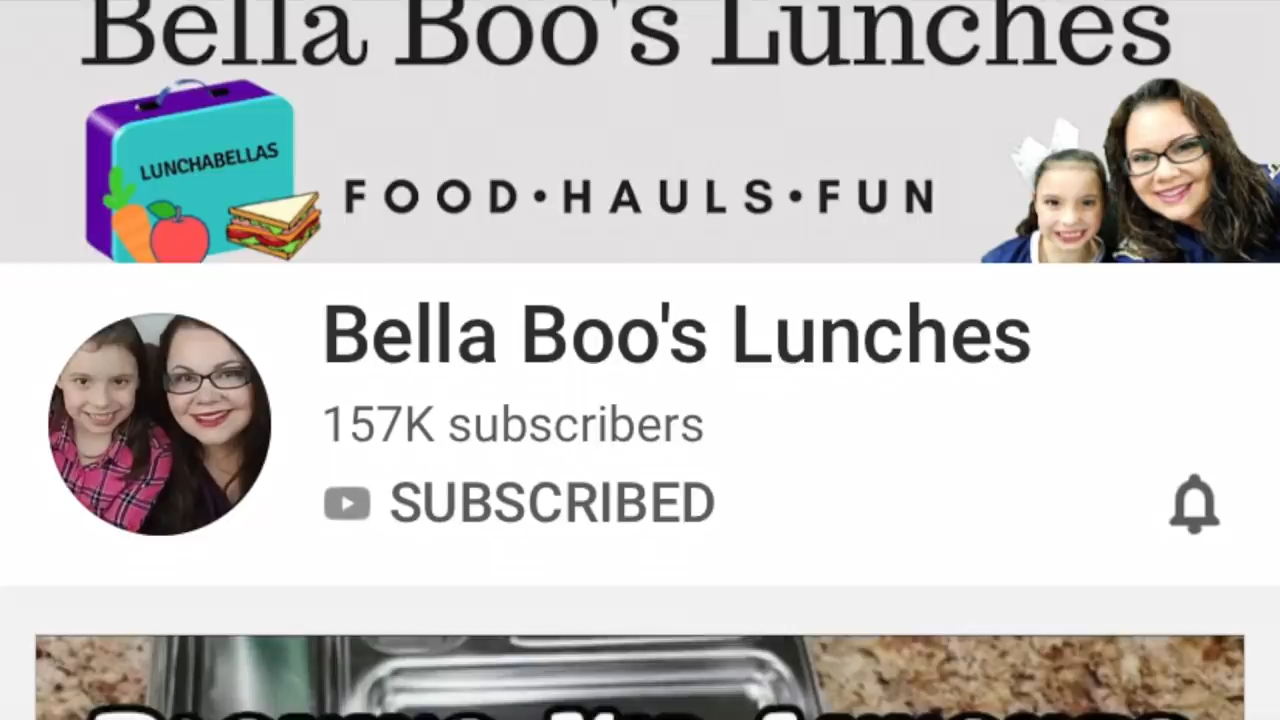 Bella Boo's Lunches
LUNCHABELLAS
FOOD•HAULS•FUN
Bella Boo's Lunches
157K subscribers
SUBSCRIBED